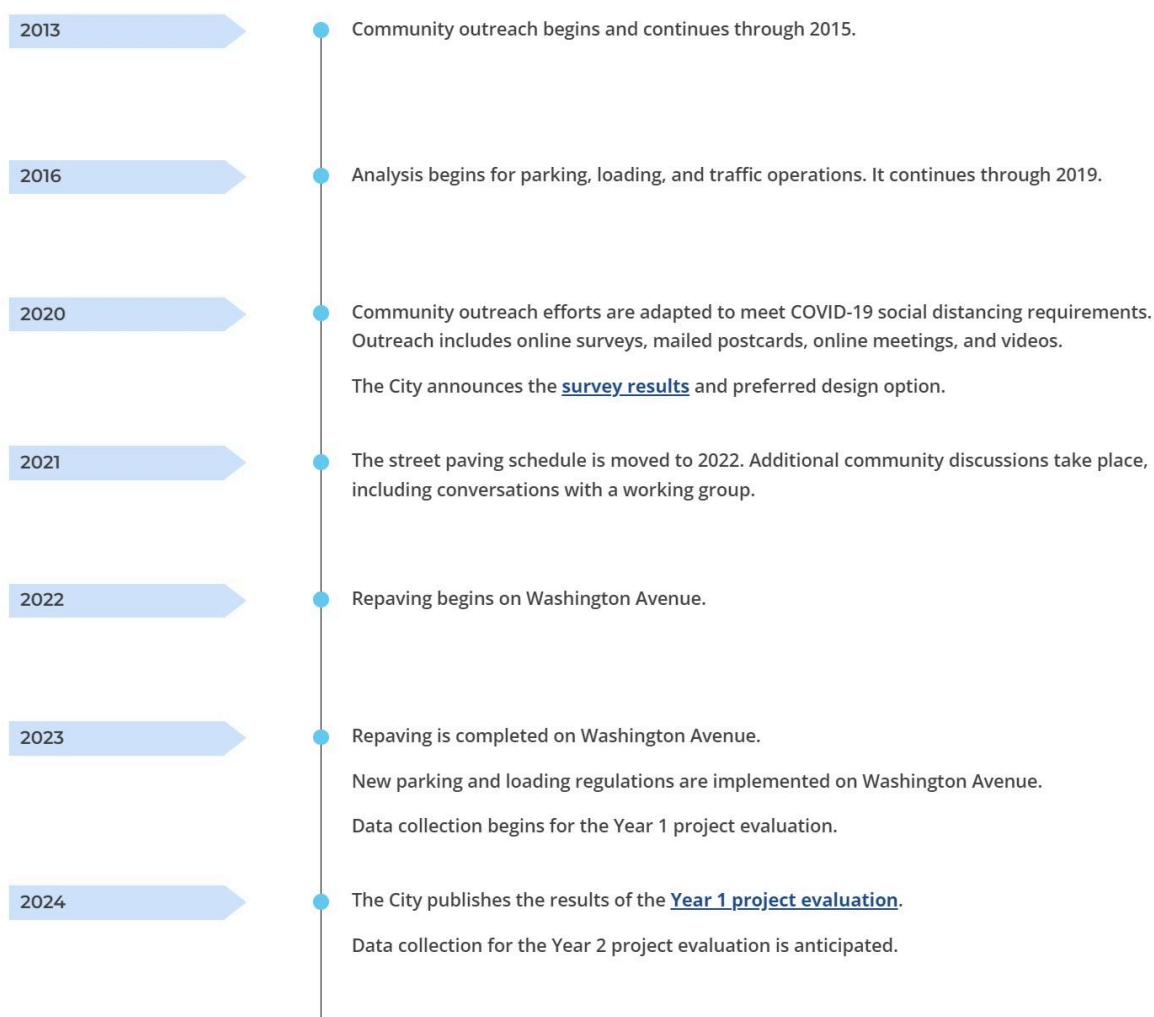 2013
Community outreach begins and continues through 2015.
2016
Analysis begins for parking, loading, and traffic operations. It continues through 2019.
2020
Community outreach efforts are adapted to meet COVID-19 social distancing requirements.
Outreach includes online surveys, mailed postcards, online meetings, and videos.
The City announces the survey results and preferred design option.
2021
The street paving schedule is moved to 2022. Additional community discussions take place,
including conversations with a working group.
2022
Repaving begins on Washington Avenue.
2023
Repaving is completed on Washington Avenue.
New parking and loading regulations are implemented on Washington Avenue.
Data collection begins for the Year 1 project evaluation.
2024
The City publishes the results of the Year 1 project evaluation.
Data collection for the Year 2 project evaluation is anticipated.